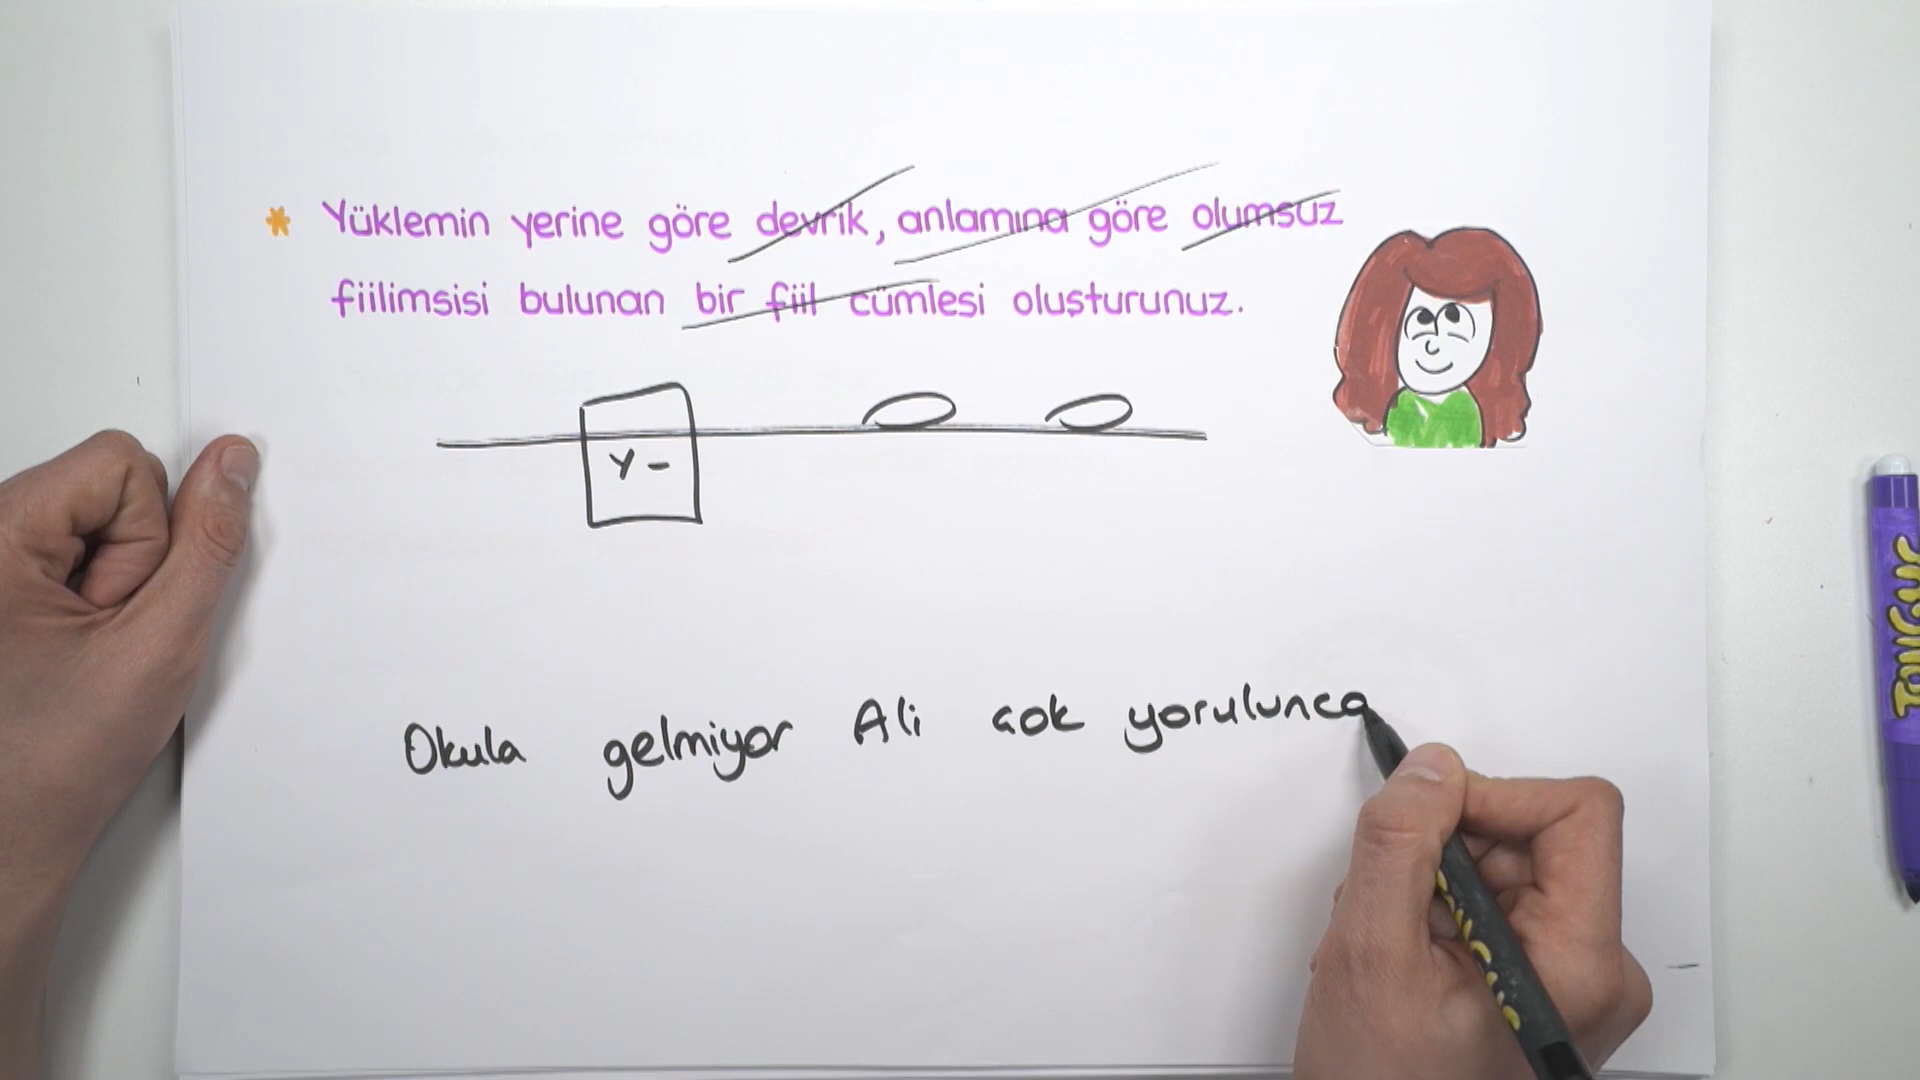 * Yüklemin yerine göre devrik, anlamına göre olumsuz
fiilimsisi bulunan bir fiil cümlesi oluşturunuz.
Y -
Okula gelmiyor Ali çok yorulunca